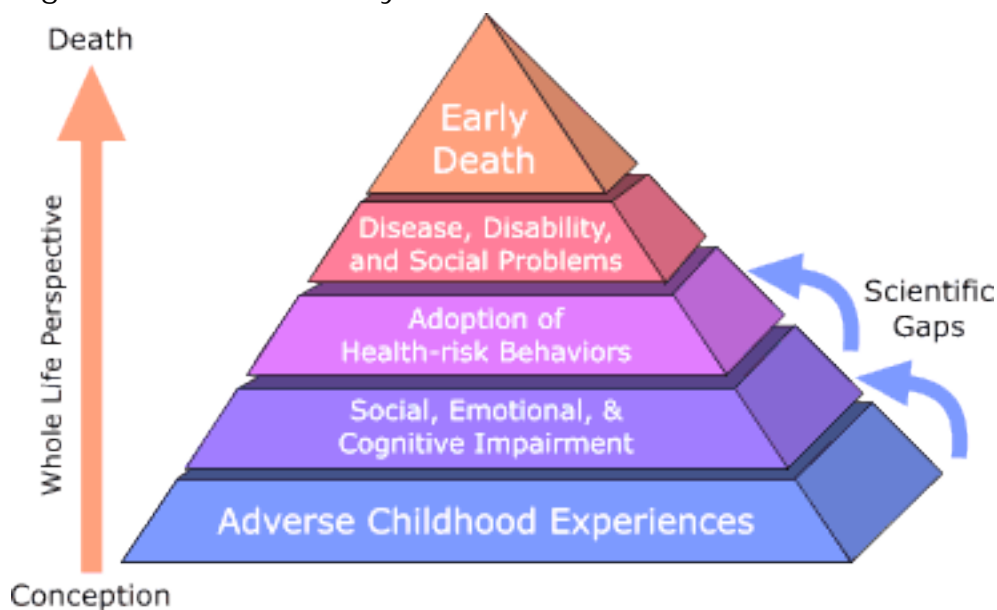 Death
Early
Death
Disease, Disability,
and Social Problems
Scientific
Gaps
Adoption of
Health-risk Behaviors
Social, Emotional, &
Cognitive Impairment
Adverse Childhood Experiences
Whole Life Perspective
Conception